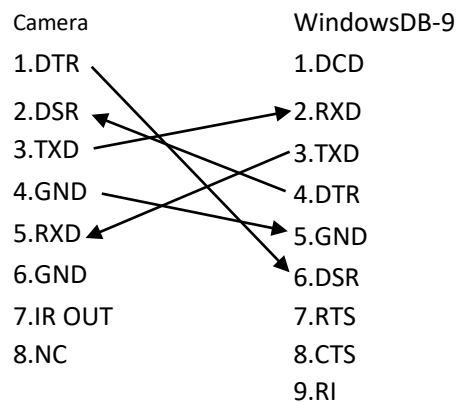 Camera
1.DTR
2.DSR
3.TXD
4.GND
5.RXD
6.GND
7.IR OUT
8.NC
WindowsDB-9
1.DCD
2.RXD
3.TXD
4.DTR
5.GND
6.DSR
7.RTS
8.CTS
9.RI